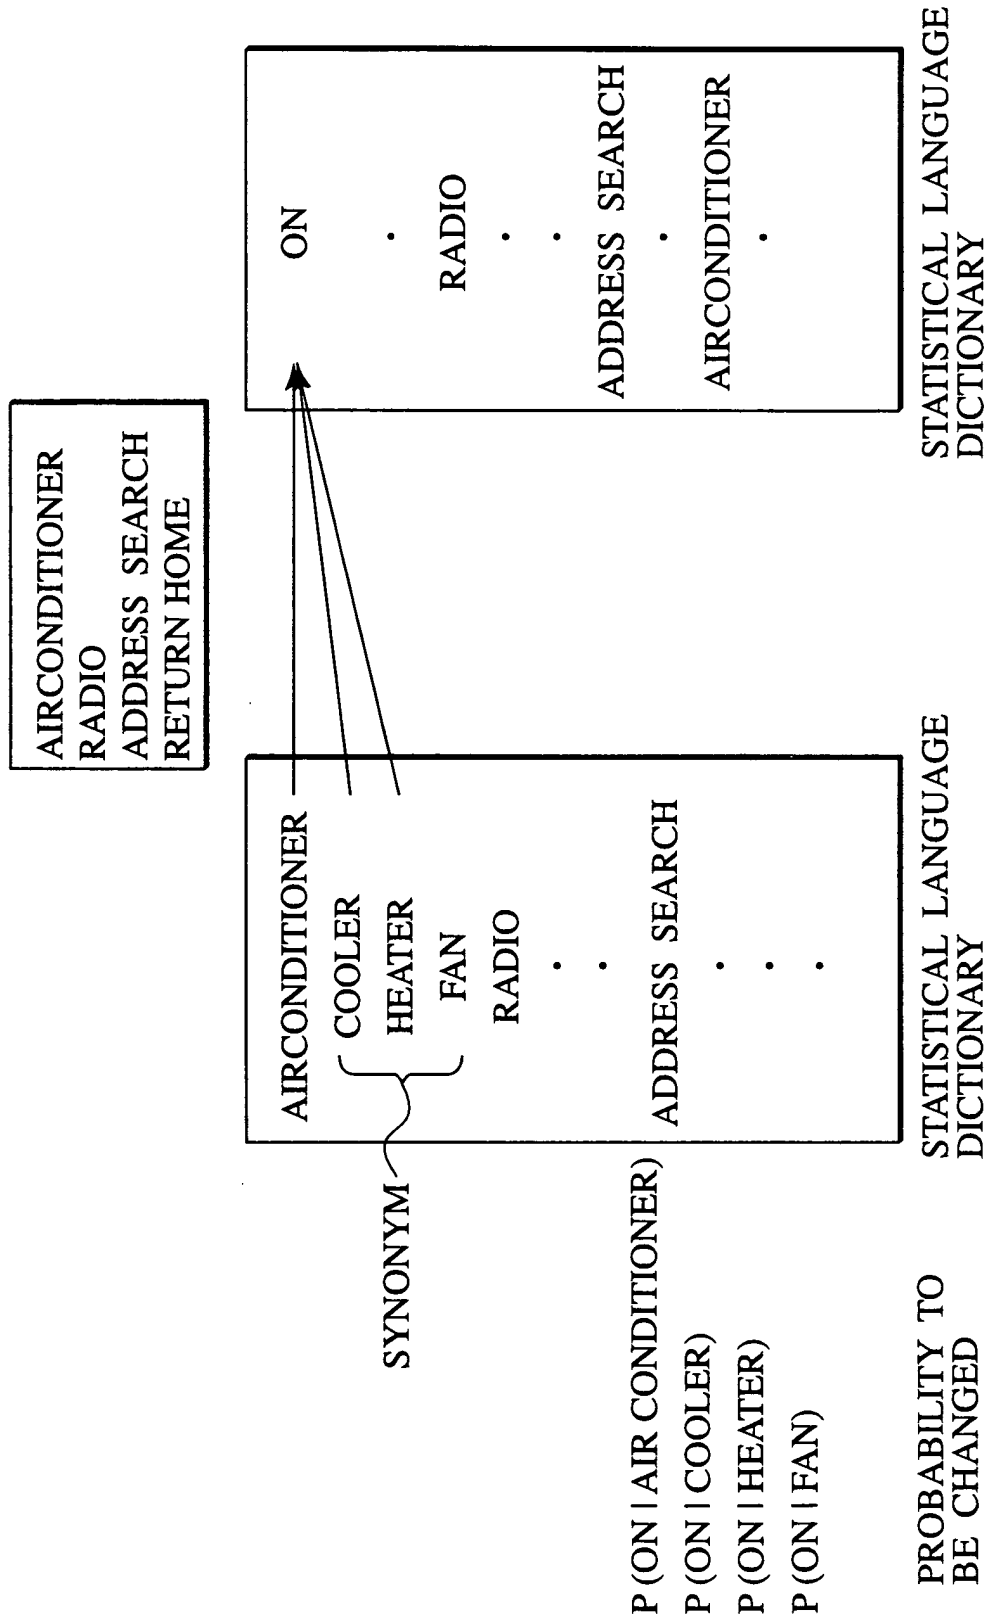 AIRCONDITIONER
RADIO
ADDRESS SEARCH
RETURN HOME
SYNONYM
AIRCONDITIONER
COOLER
HEATER
FAN
RADIO
ADDRESS SEARCH
ON
RADIO
ADDRESS SEARCH
AIRCONDITIONER
P (ON | AIR CONDITIONER)
P (ON | COOLER)
P (ON | HEATER)
P (ON | FAN)
PROBABILITY TO
BE CHANGED
STATISTICAL LANGUAGE
DICTIONARY
STATISTICAL LANGUAGE
DICTIONARY